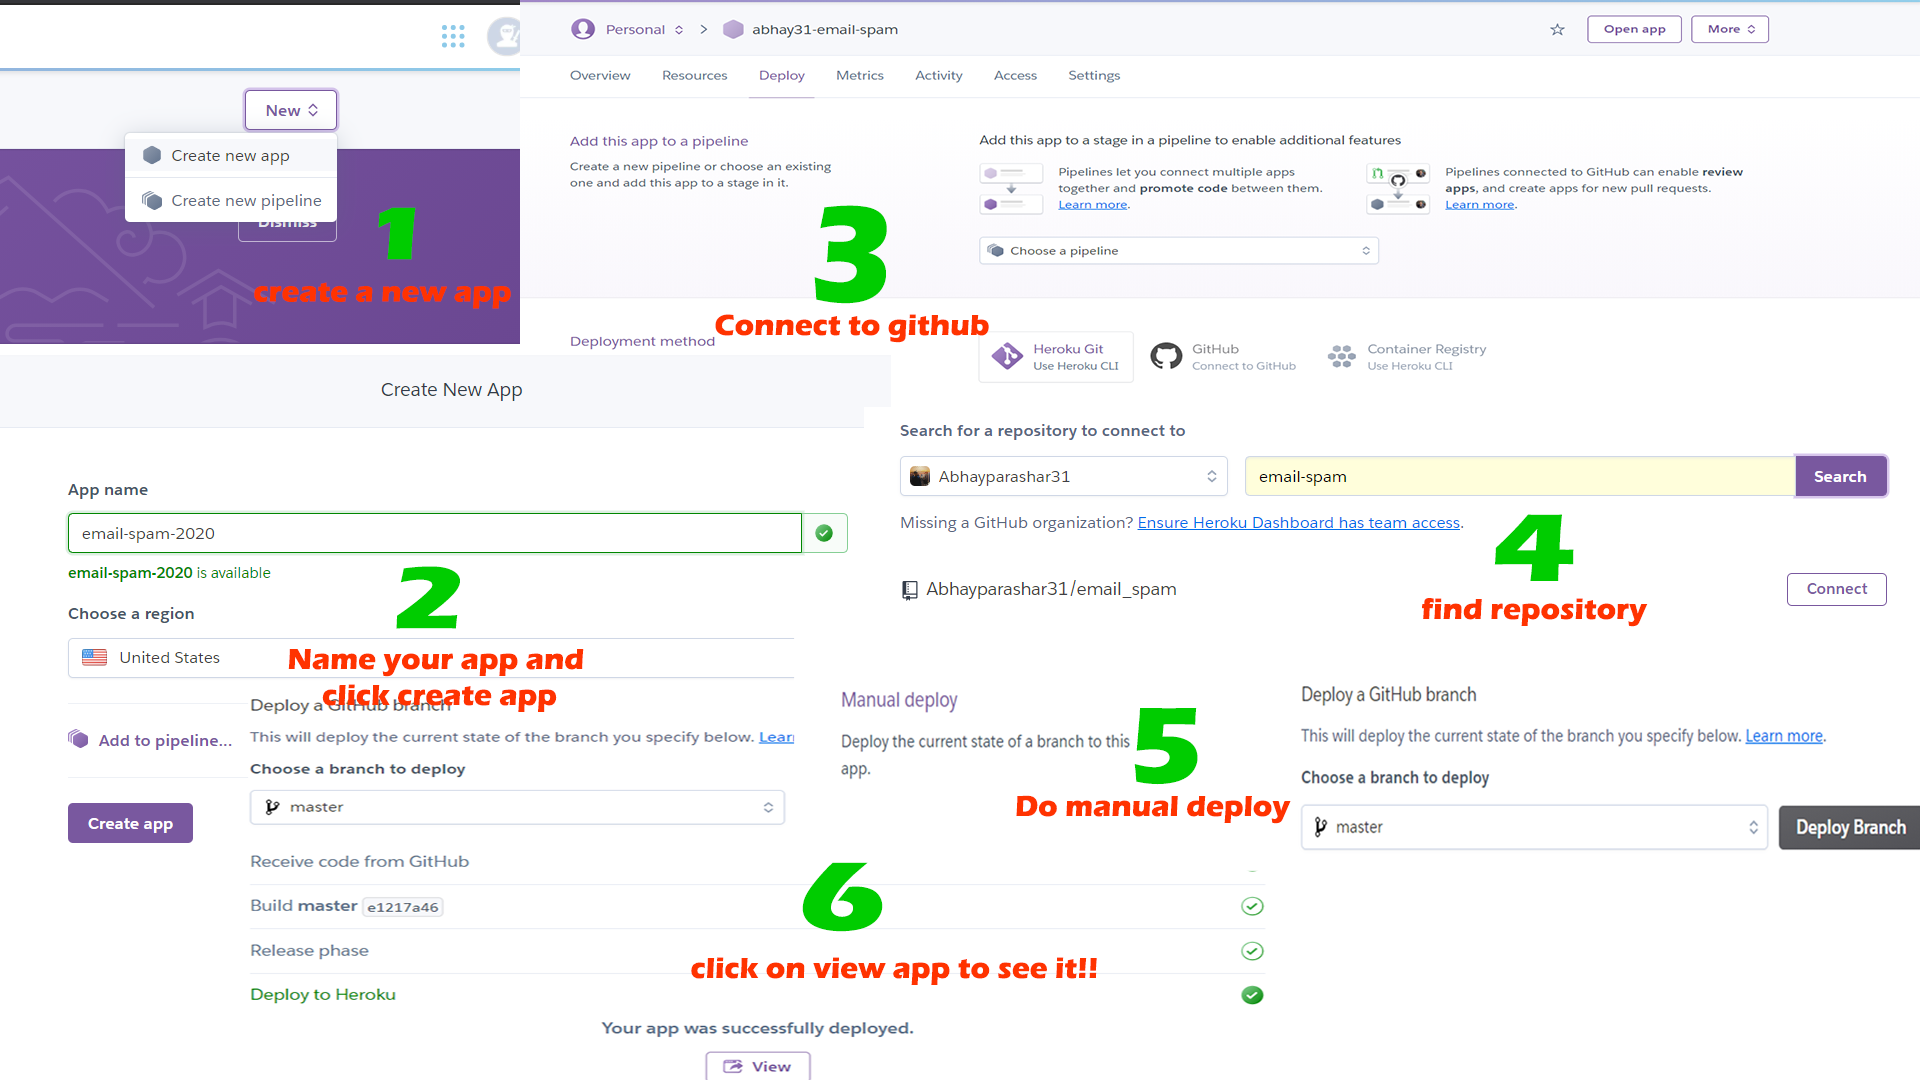 New
Create new app
Create new pipeline
Dismiss
1
create a new app
Personal > abhay31-email-spam
Open app
More
Overview Resources Deploy Metrics Activity Access Settings
Add this app to a pipeline
Create a new pipeline or choose an existing
one and add this app to a stage in it.
Add this app to a stage in a pipeline to enable additional features
Pipelines let you connect multiple apps
together and promote code between them.
Learn more.
Pipelines connected to GitHub can enable review
apps, and create apps for new pull requests.
Learn more.
Choose a pipeline
3
Connect to github
Deployment method
Heroku Git
Use Heroku CLI
GitHub
Connect to GitHub
Container Registry
Use Heroku CLI
Create New App
App name
email-spam-2020
email-spam-2020 is available
Choose a region
United States
2
Name your app and
click create app
Add to pipeline...
Create app
Search for a repository to connect to
Abhayparashar31
email-spam
Search
Missing a GitHub organization? Ensure Heroku Dashboard has team access.
Abhayparashar31/email_spam
Connect
4
find repository
Manual deploy
Deploy the current state of a branch to this
app.
5
Do manual deploy
Deploy a GitHub branch
This will deploy the current state of the branch you specify below. Learn more.
Choose a branch to deploy
master
Deploy Branch
Deploy a GitHub branch
This will deploy the current state of the branch you specify below. Lear
Choose a branch to deploy
master
Receive code from GitHub
Build master e1217a46
Release phase
Deploy to Heroku
6
click on view app to see it!!
Your app was successfully deployed.
View